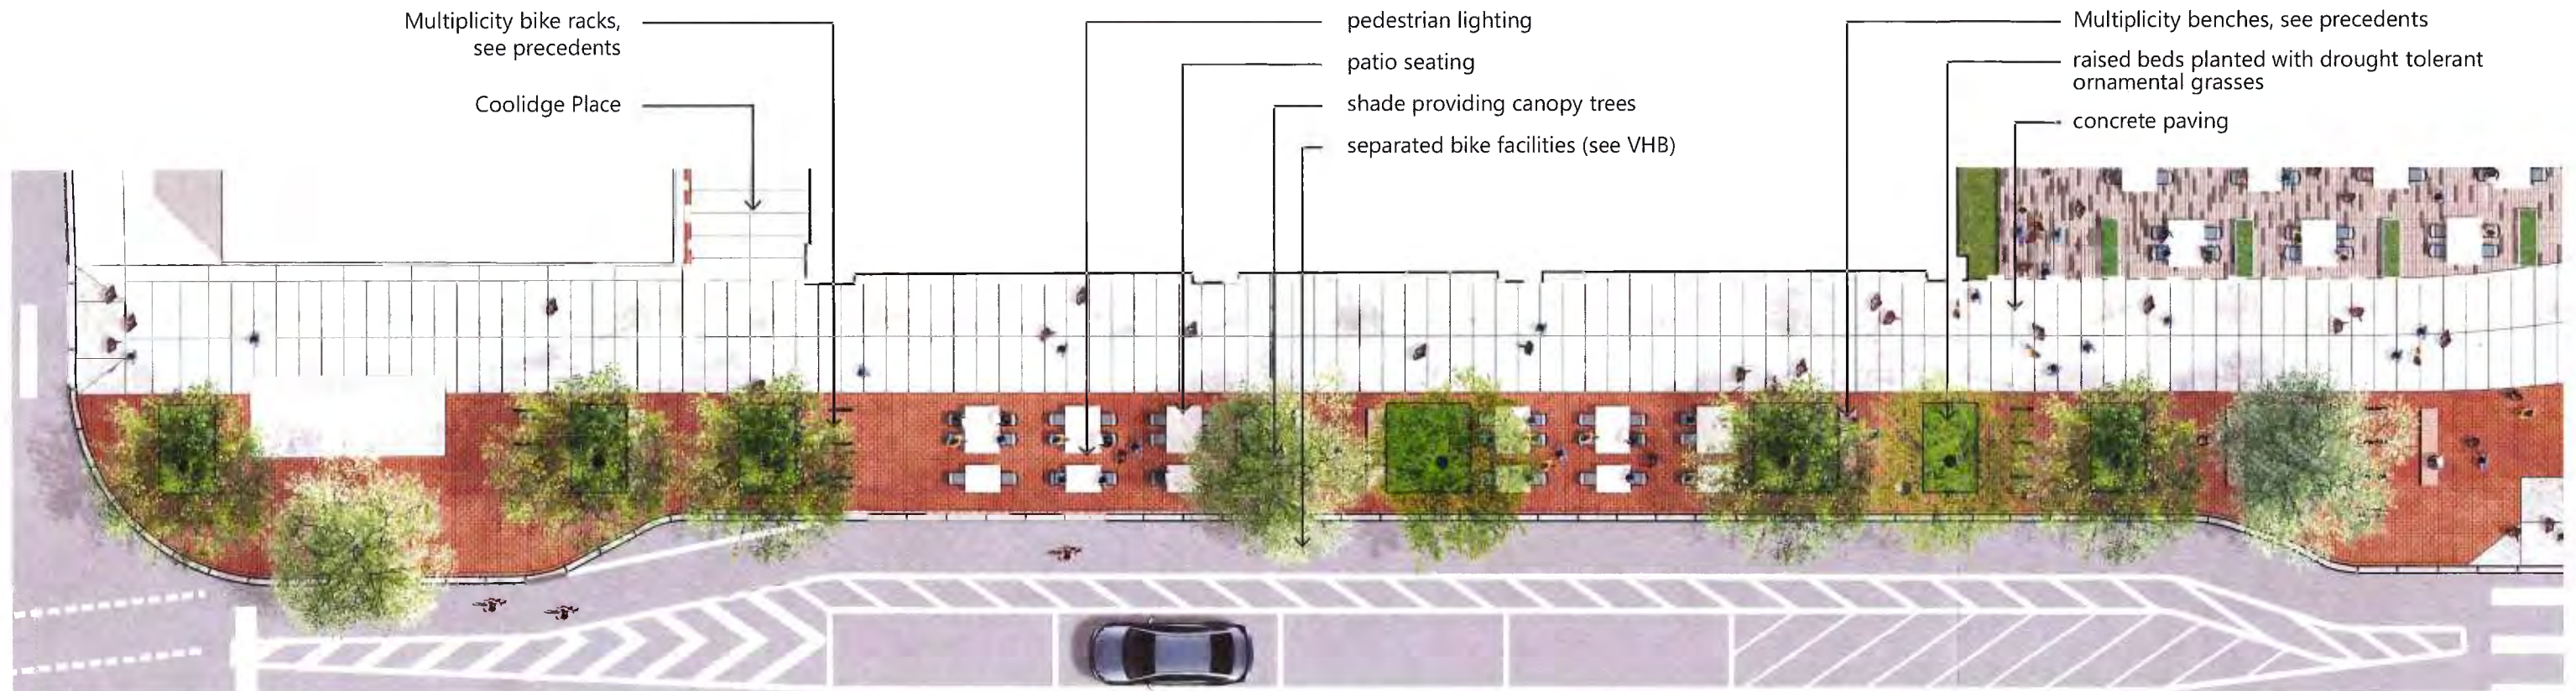 Multiplicity bike racks,
see precedents
Coolidge Place
pedestrian lighting
patio seating
shade providing canopy trees
separated bike facilities (see VHB)
Multiplicity benches, see precedents
raised beds planted with drought tolerant
ornamental grasses
concrete paving